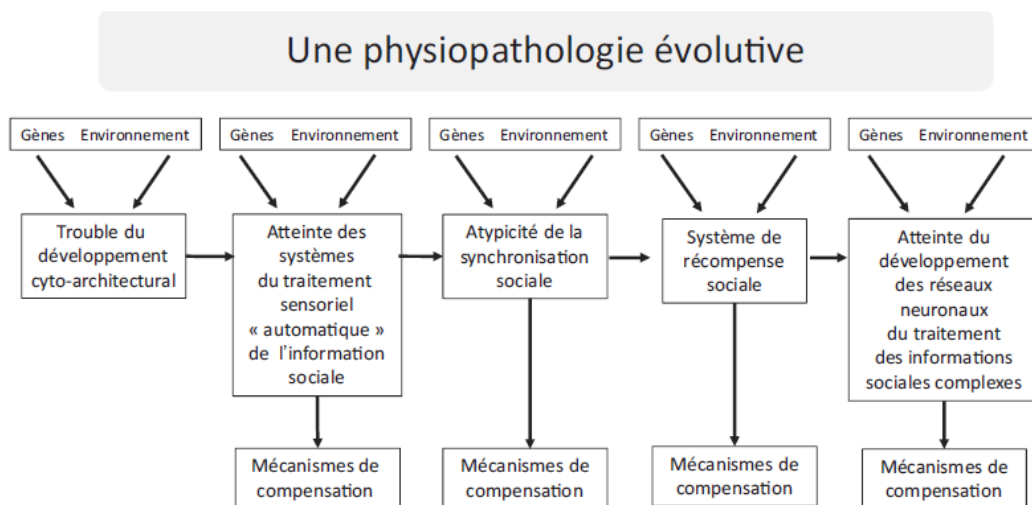 Une physiopathologie évolutive
Gènes Environnement
Gènes Environnement
Gènes Environnement
Gènes Environnement
Gènes Environnement
Trouble du
développement
cyto-architectural
Atteinte des
systèmes
du traitement
sensoriel
« automatique »
de l'information
sociale
Atypicité de la
synchronisation
sociale
Système de
récompense
sociale
Atteinte du
développement
des réseaux
neuronaux
du traitement
des informations
sociales complexes
Mécanismes de
compensation
Mécanismes de
compensation
Mécanismes de
compensation
Mécanismes de
compensation